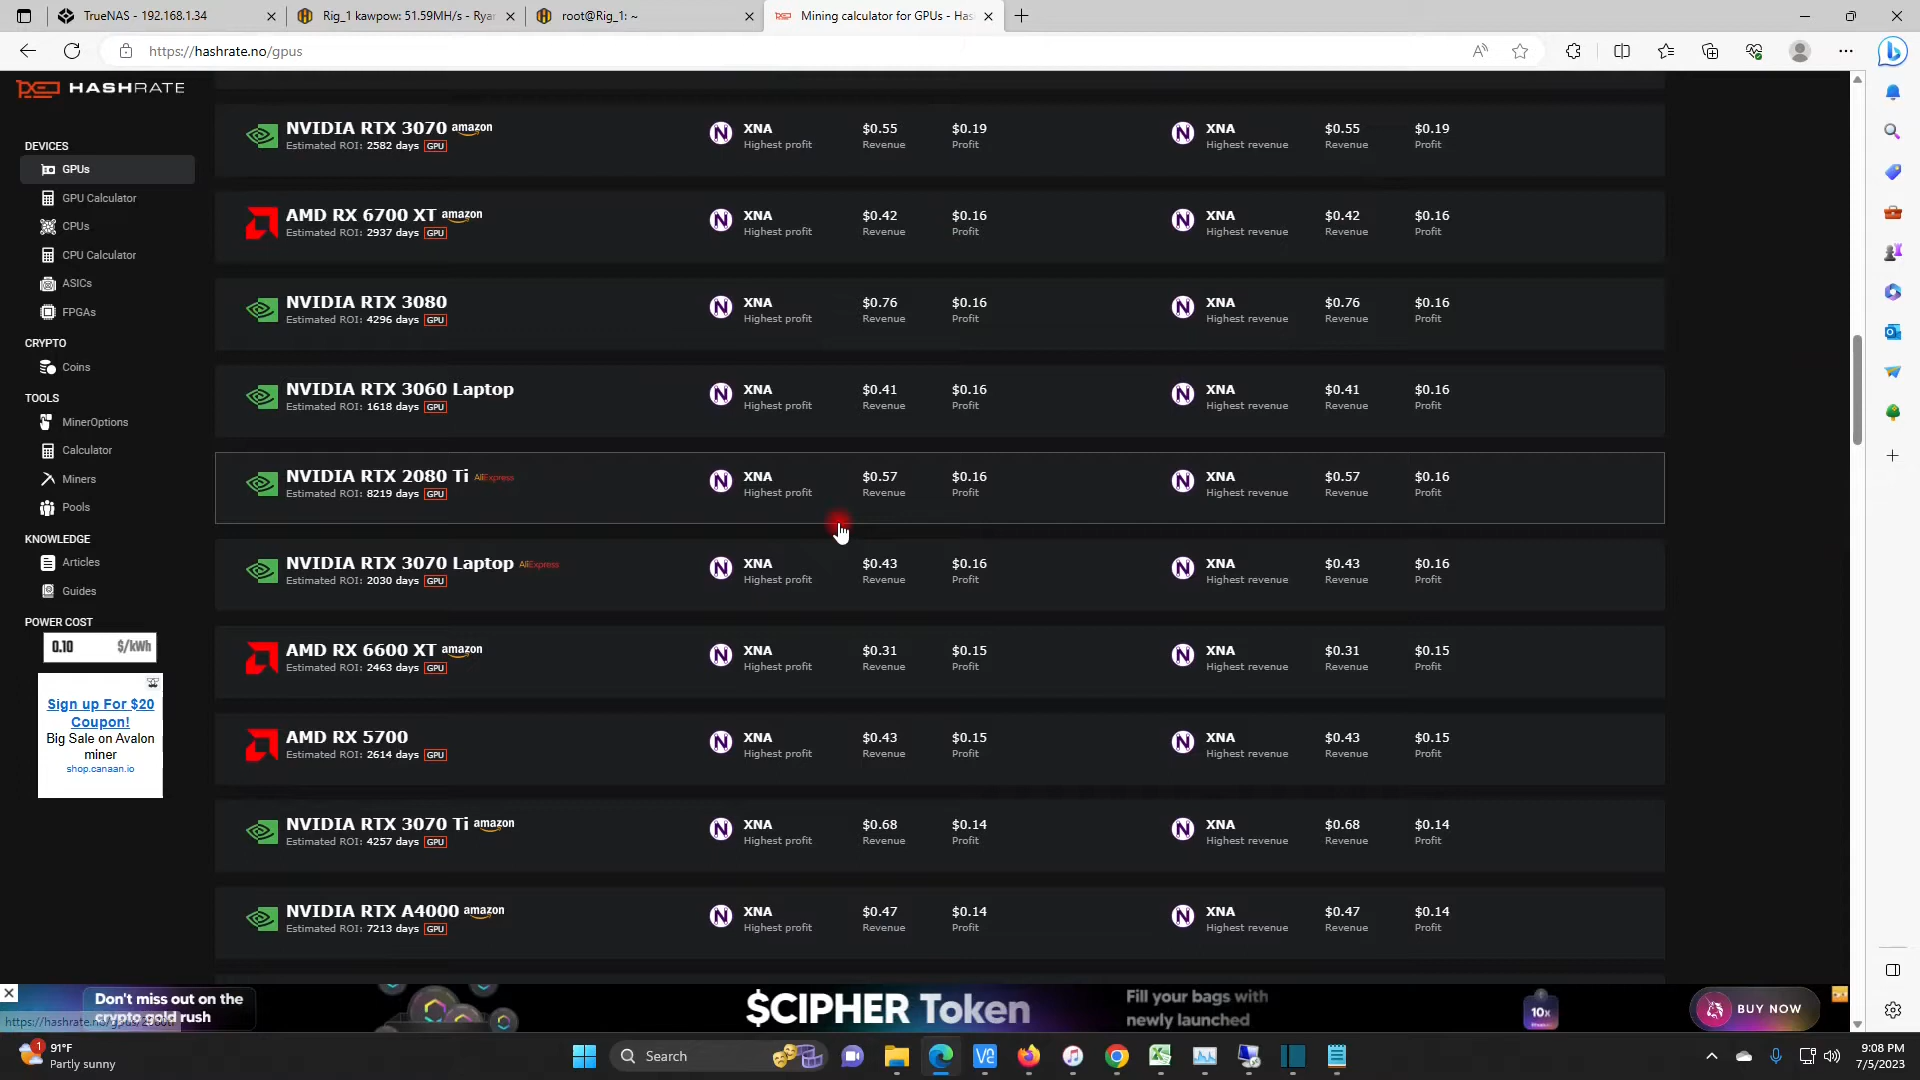 TrueNAS - 192.168.1.34
Rig_1 kawpow: 51.59MH/s - Ryan
root@Rig_1: ~
Mining calculator for GPUs - Has
https://hashrate.no/gpus
HASHRATE
DEVICES
GPUs
GPU Calculator
CPUs
CPU Calculator
ASICs
FPGAs
CRYPTO
Coins
TOOLS
MinerOptions
Calculator
Miners
Pools
KNOWLEDGE
Articles
Guides
POWER COST
0.10 $/kWh
Sign up For $20
Coupon!
Big Sale on Avalon
miner
shop.canaan.io
NVIDIA RTX 3070 amazon XNA $0.55 $0.19 XNA $0.55 $0.19
Estimated ROI: 2582 days GPU Highest profit Revenue Profit Highest revenue Revenue Profit
AMD RX 6700 XT amazon XNA $0.42 $0.16 XNA $0.42 $0.16
Estimated ROI: 2937 days GPU Highest profit Revenue Profit Highest revenue Revenue Profit
NVIDIA RTX 3080 XNA $0.76 $0.16 XNA $0.76 $0.16
Estimated ROI: 4296 days GPU Highest profit Revenue Profit Highest revenue Revenue Profit
NVIDIA RTX 3060 Laptop XNA $0.41 $0.16 XNA $0.41 $0.16
Estimated ROI: 1618 days GPU Highest profit Revenue Profit Highest revenue Revenue Profit
NVIDIA RTX 2080 Ti AliExpress XNA $0.57 $0.16 XNA $0.57 $0.16
Estimated ROI: 8219 days GPU Highest profit Revenue Profit Highest revenue Revenue Profit
NVIDIA RTX 3070 Laptop AliExpress XNA $0.43 $0.16 XNA $0.43 $0.16
Estimated ROI: 2030 days GPU Highest profit Revenue Profit Highest revenue Revenue Profit
AMD RX 6600 XT amazon XNA $0.31 $0.15 XNA $0.31 $0.15
Estimated ROI: 2463 days GPU Highest profit Revenue Profit Highest revenue Revenue Profit
AMD RX 5700 XNA $0.43 $0.15 XNA $0.43 $0.15
Estimated ROI: 2614 days GPU Highest profit Revenue Profit Highest revenue Revenue Profit
NVIDIA RTX 3070 Ti amazon XNA $0.68 $0.14 XNA $0.68 $0.14
Estimated ROI: 4257 days GPU Highest profit Revenue Profit Highest revenue Revenue Profit
NVIDIA RTX A4000 amazon XNA $0.47 $0.14 XNA $0.47 $0.14
Estimated ROI: 7213 days GPU Highest profit Revenue Profit Highest revenue Revenue Profit
Don't miss out on the
crypto gold rush
$CIPHER Token
Fill your bags with
newly launched
10x
BUY NOW
https://hashrate.no/gpus/2080ti
1
91°F
Partly sunny
Search
9:08 PM
7/5/2023